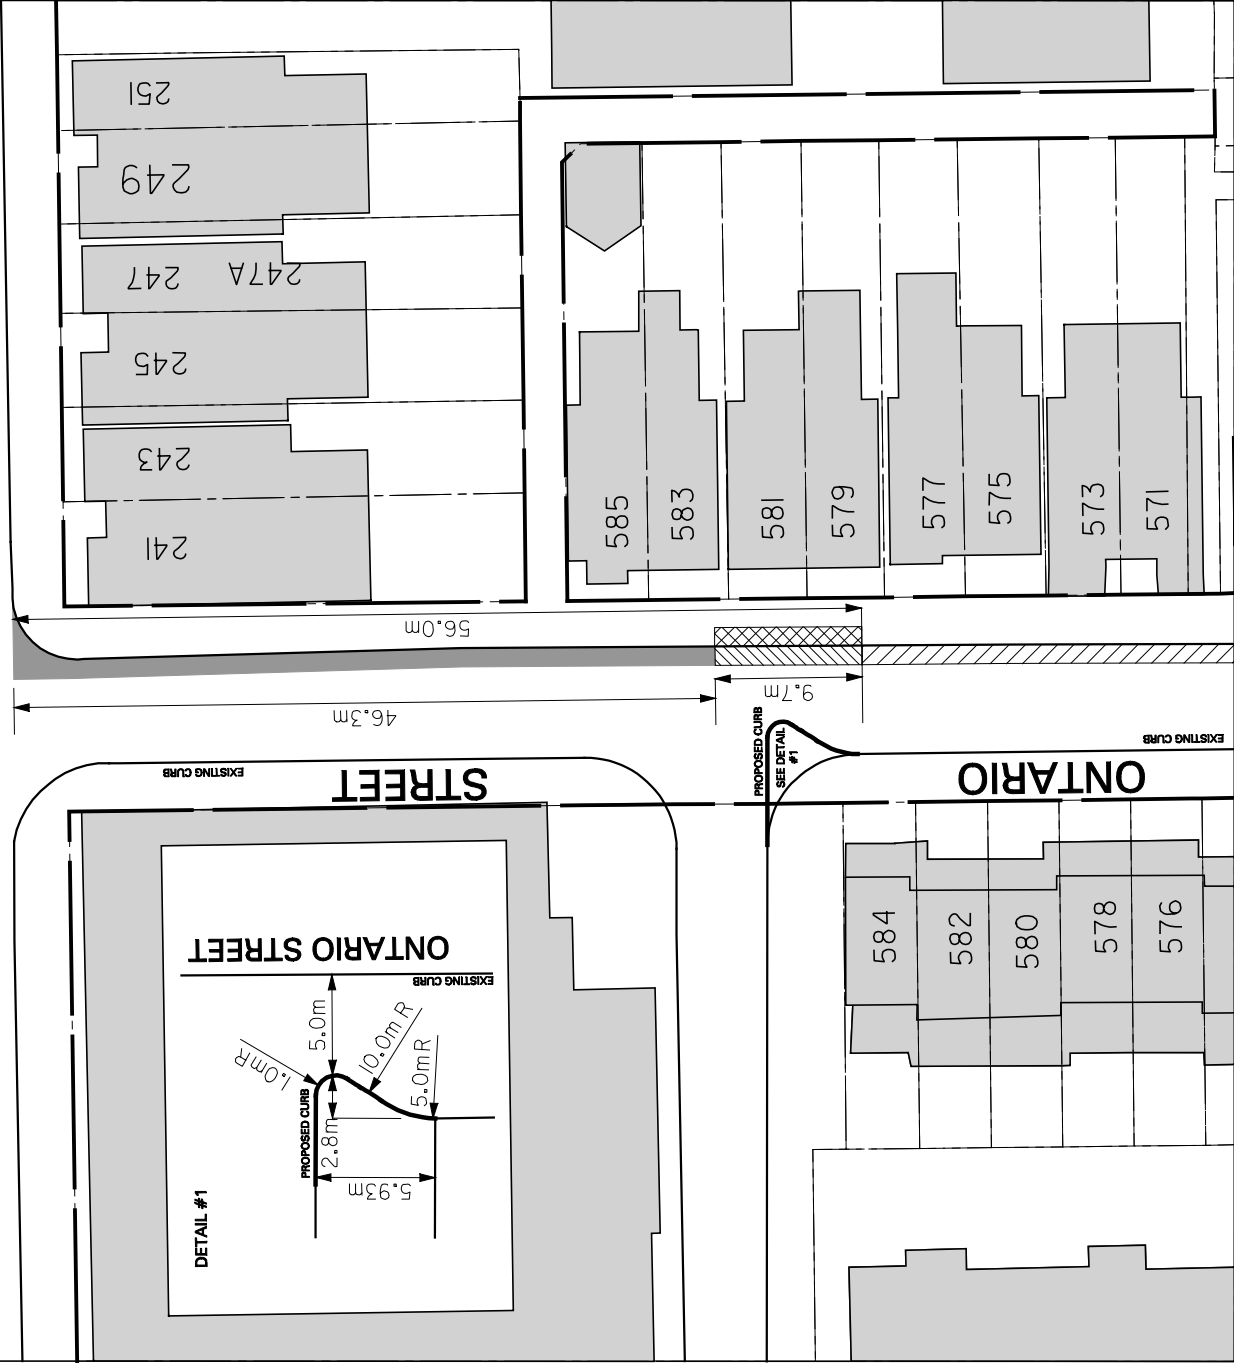 251
249
247
247A
245
243
241
585
583
581
579
577
575
573
571
56.0m
9.7m
46.3m
PROPOSED CURB
SEE DETAIL
#1
EXISTING CURB
ONTARIO
STREET
EXISTING CURB
584
582
580
578
576
ONTARIO STREET
EXISTING CURB
5.0m
10.0m R
1.0mR
5.0mR
PROPOSED CURB
2.8m
5.93m
DETAIL #1